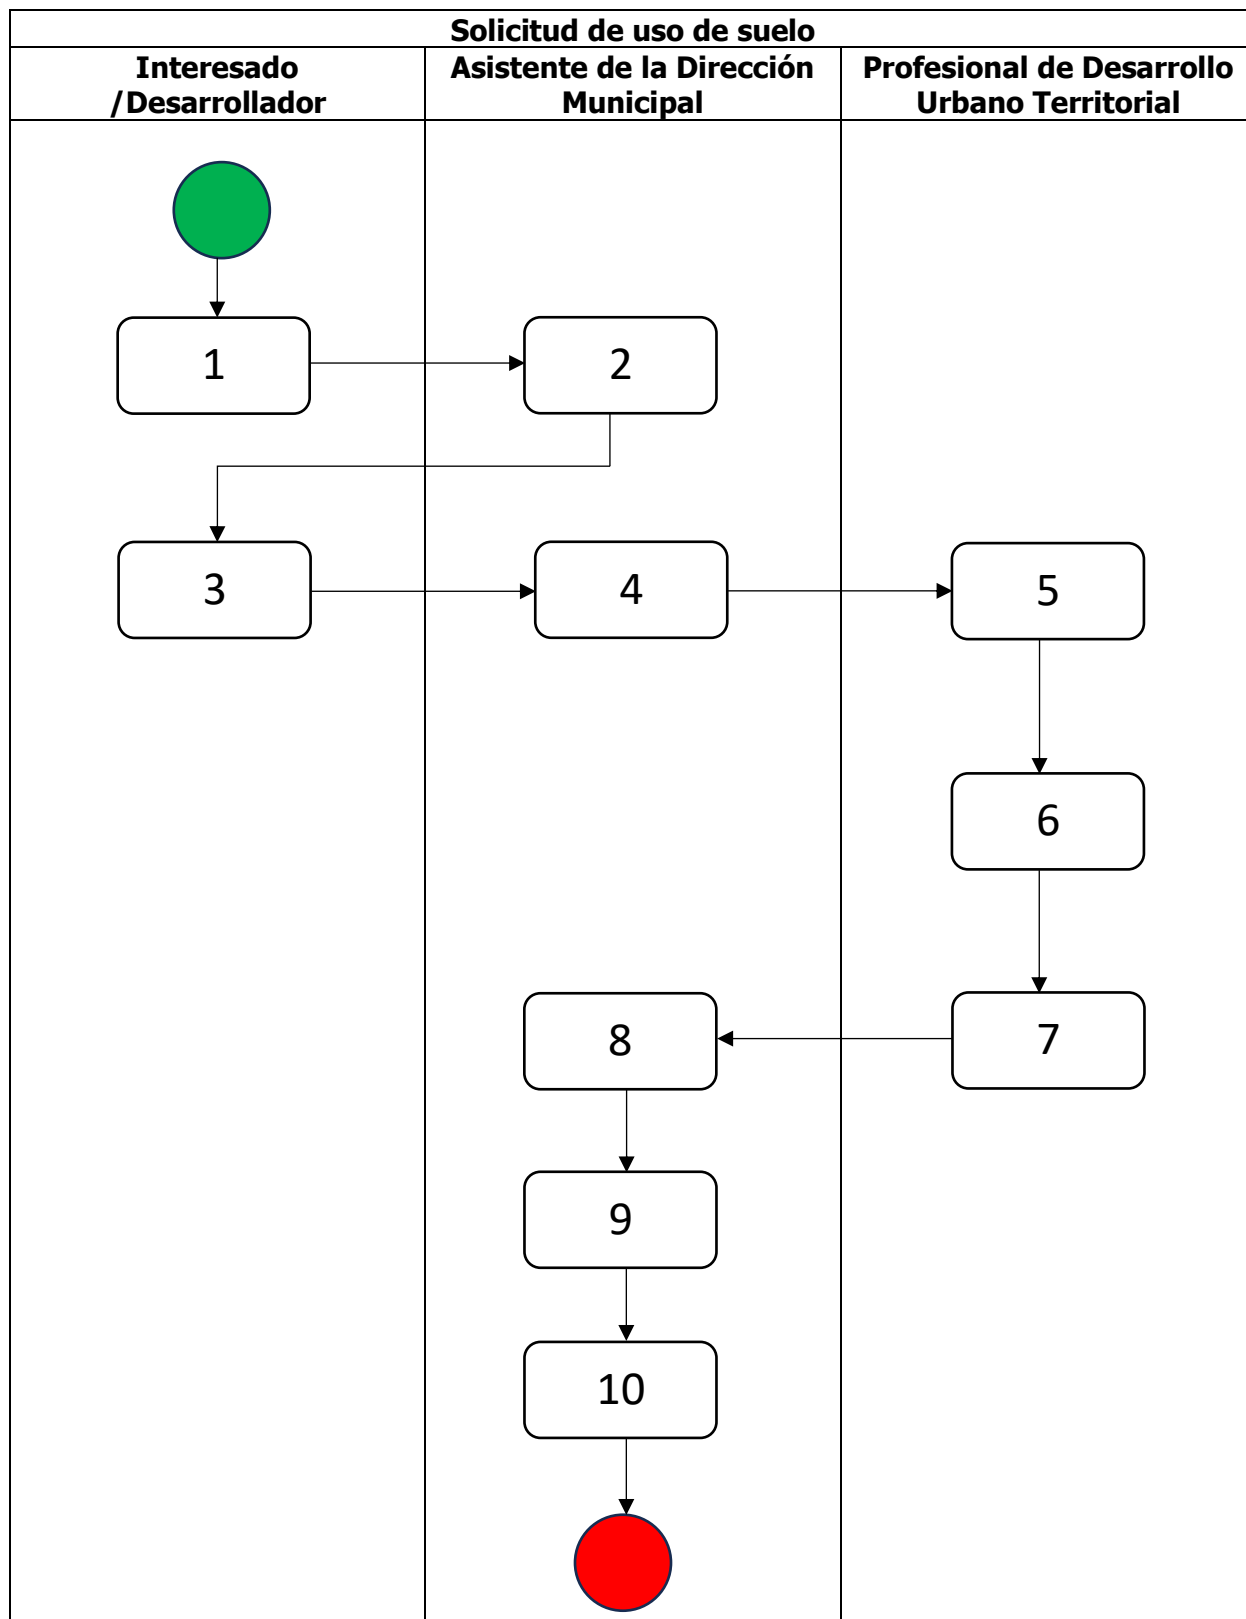 Solicitud de uso de suelo
Interesado
/Desarrollador
Asistente de la Dirección
Municipal
Profesional de Desarrollo
Urbano Territorial
1
2
3
4
5
6
7
8
9
10